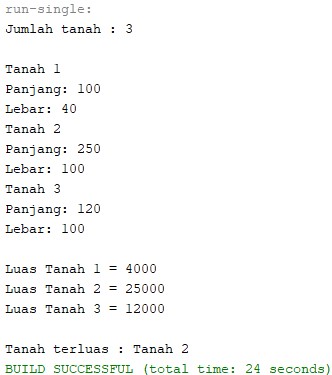 run-single:
Jumlah tanah : 3
Tanah 1
Panjang: 100
Lebar: 40
Tanah 2
Panjang: 250
Lebar: 100
Tanah 3
Panjang: 120
Lebar: 100
Luas Tanah 1 = 4000
Luas Tanah 2 = 25000
Luas Tanah 3 = 12000
Tanah terluas : Tanah 2
BUILD SUCCESSFUL (total time: 24 seconds)